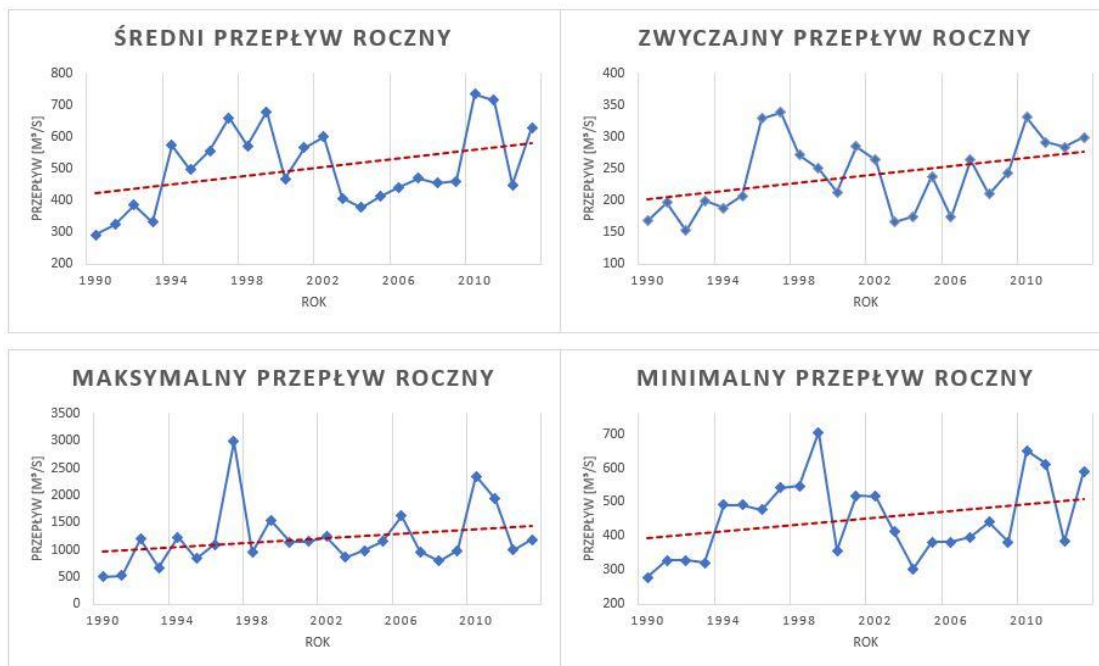 ŚREDNI PRZEPŁYW ROCZNY
800
700
600
500
400
300
200
PRZEPŁYW [M³/S]
1990 1994 1998 2002 2006 2010
ROK
ZWYCZAJNY PRZEPŁYW ROCZNY
400
350
300
250
200
150
100
PRZEPŁYW [M³/S]
1990 1994 1998 2002 2006 2010
ROK
MAKSYMALNY PRZEPŁYW ROCZNY
3500
3000
2500
2000
1500
1000
500
0
PRZEPŁYW [M³/S]
1990 1994 1998 2002 2006 2010
ROK
MINIMALNY PRZEPŁYW ROCZNY
700
600
500
400
300
200
PRZEPŁYW [M³/S]
1990 1994 1998 2002 2006 2010
ROK